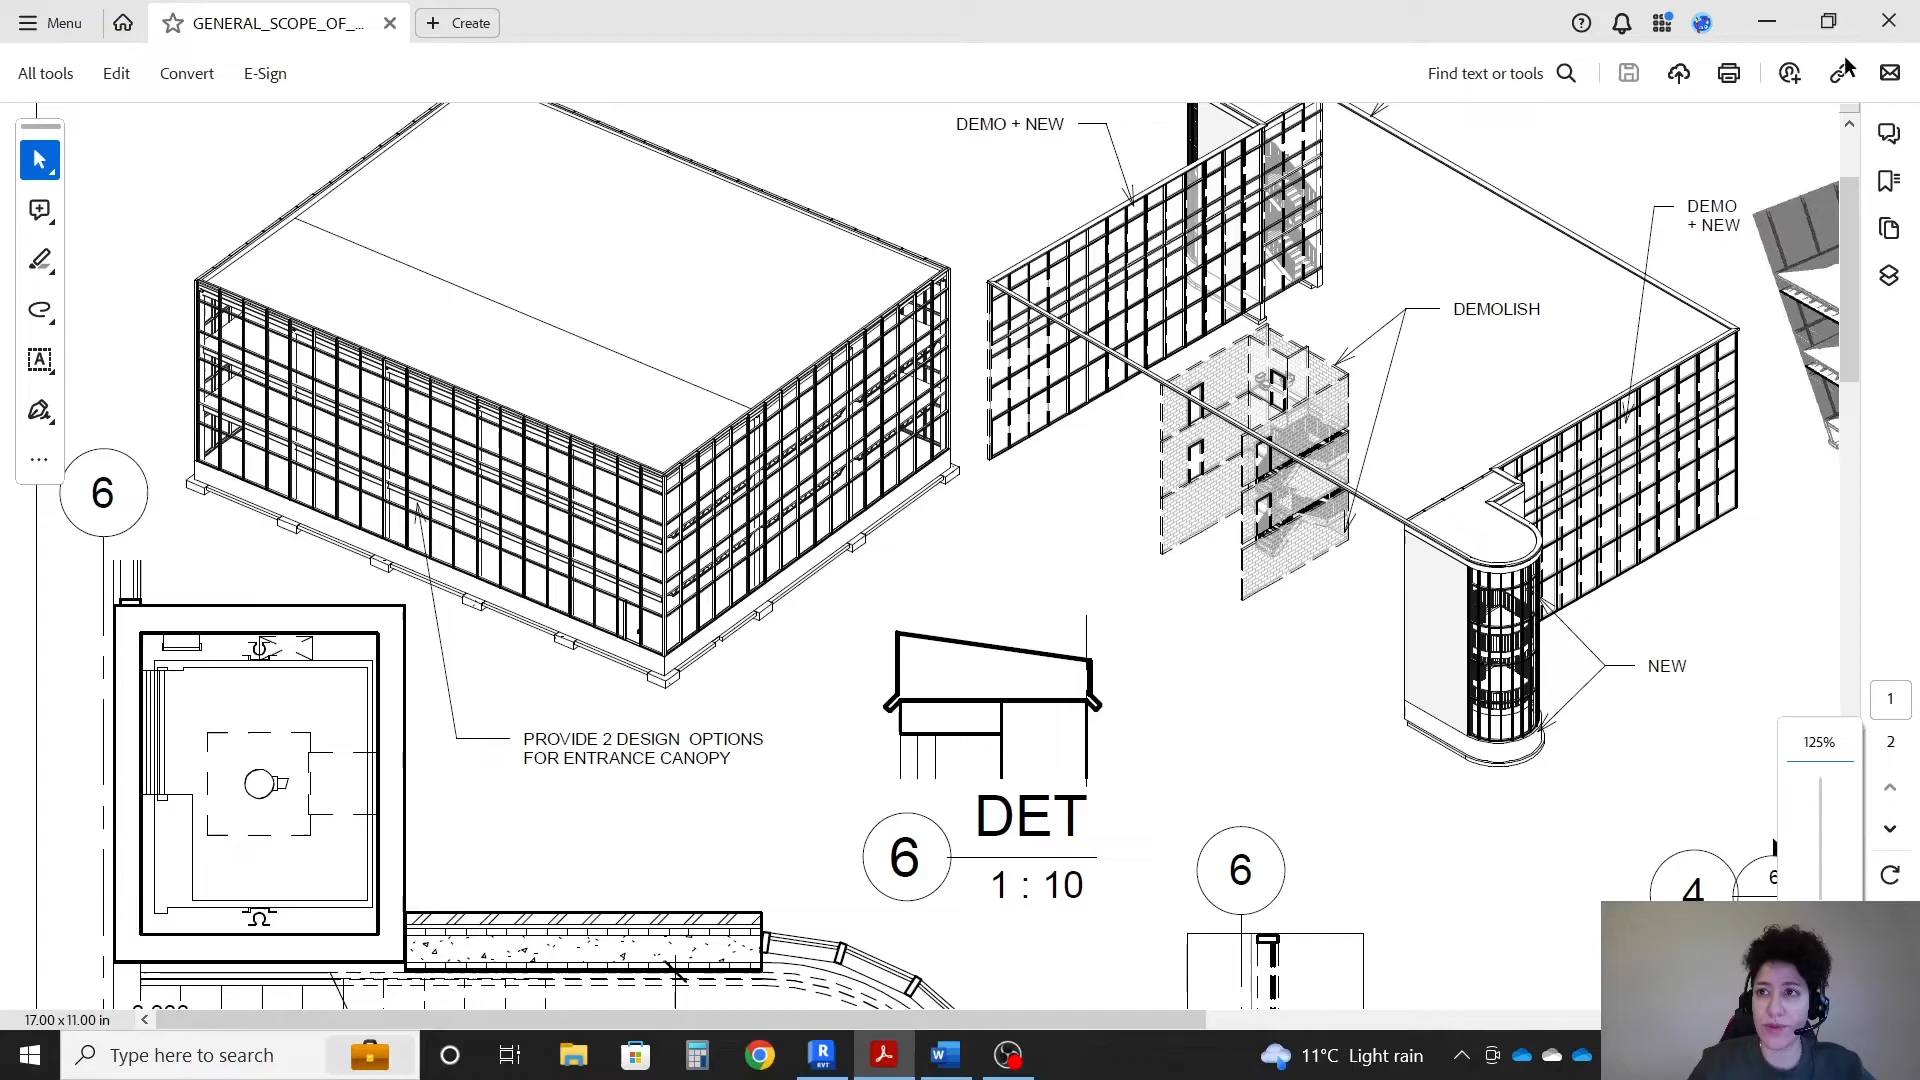 Menu
GENERAL_SCOPE_OF_...
Create
All tools
Edit
Convert
E-Sign
Find text or tools
DEMO + NEW
DEMO
+ NEW
DEMOLISH
6
NEW
PROVIDE 2 DESIGN OPTIONS
FOR ENTRANCE CANOPY
DET
6
1 : 10
6
4
6
1
2
125%
17.00 x 11.00 in
Type here to search
R
RVT
W
11°C Light rain